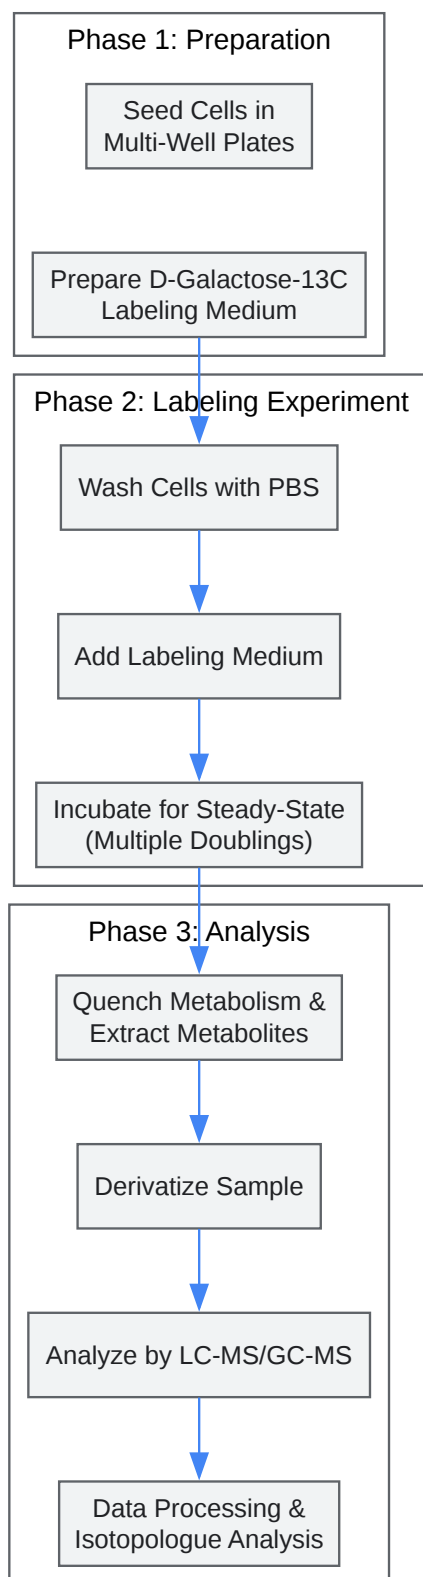 Phase 1: Preparation
Seed Cells in
Multi-Well Plates
Prepare D-Galactose-13C
Labeling Medium
Phase 2: Labeling Experiment
Wash Cells with PBS
Add Labeling Medium
Incubate for Steady-State
(Multiple Doublings)
Phase 3: Analysis
Quench Metabolism &
Extract Metabolites
Derivatize Sample
Analyze by LC-MS/GC-MS
Data Processing &
Isotopologue Analysis